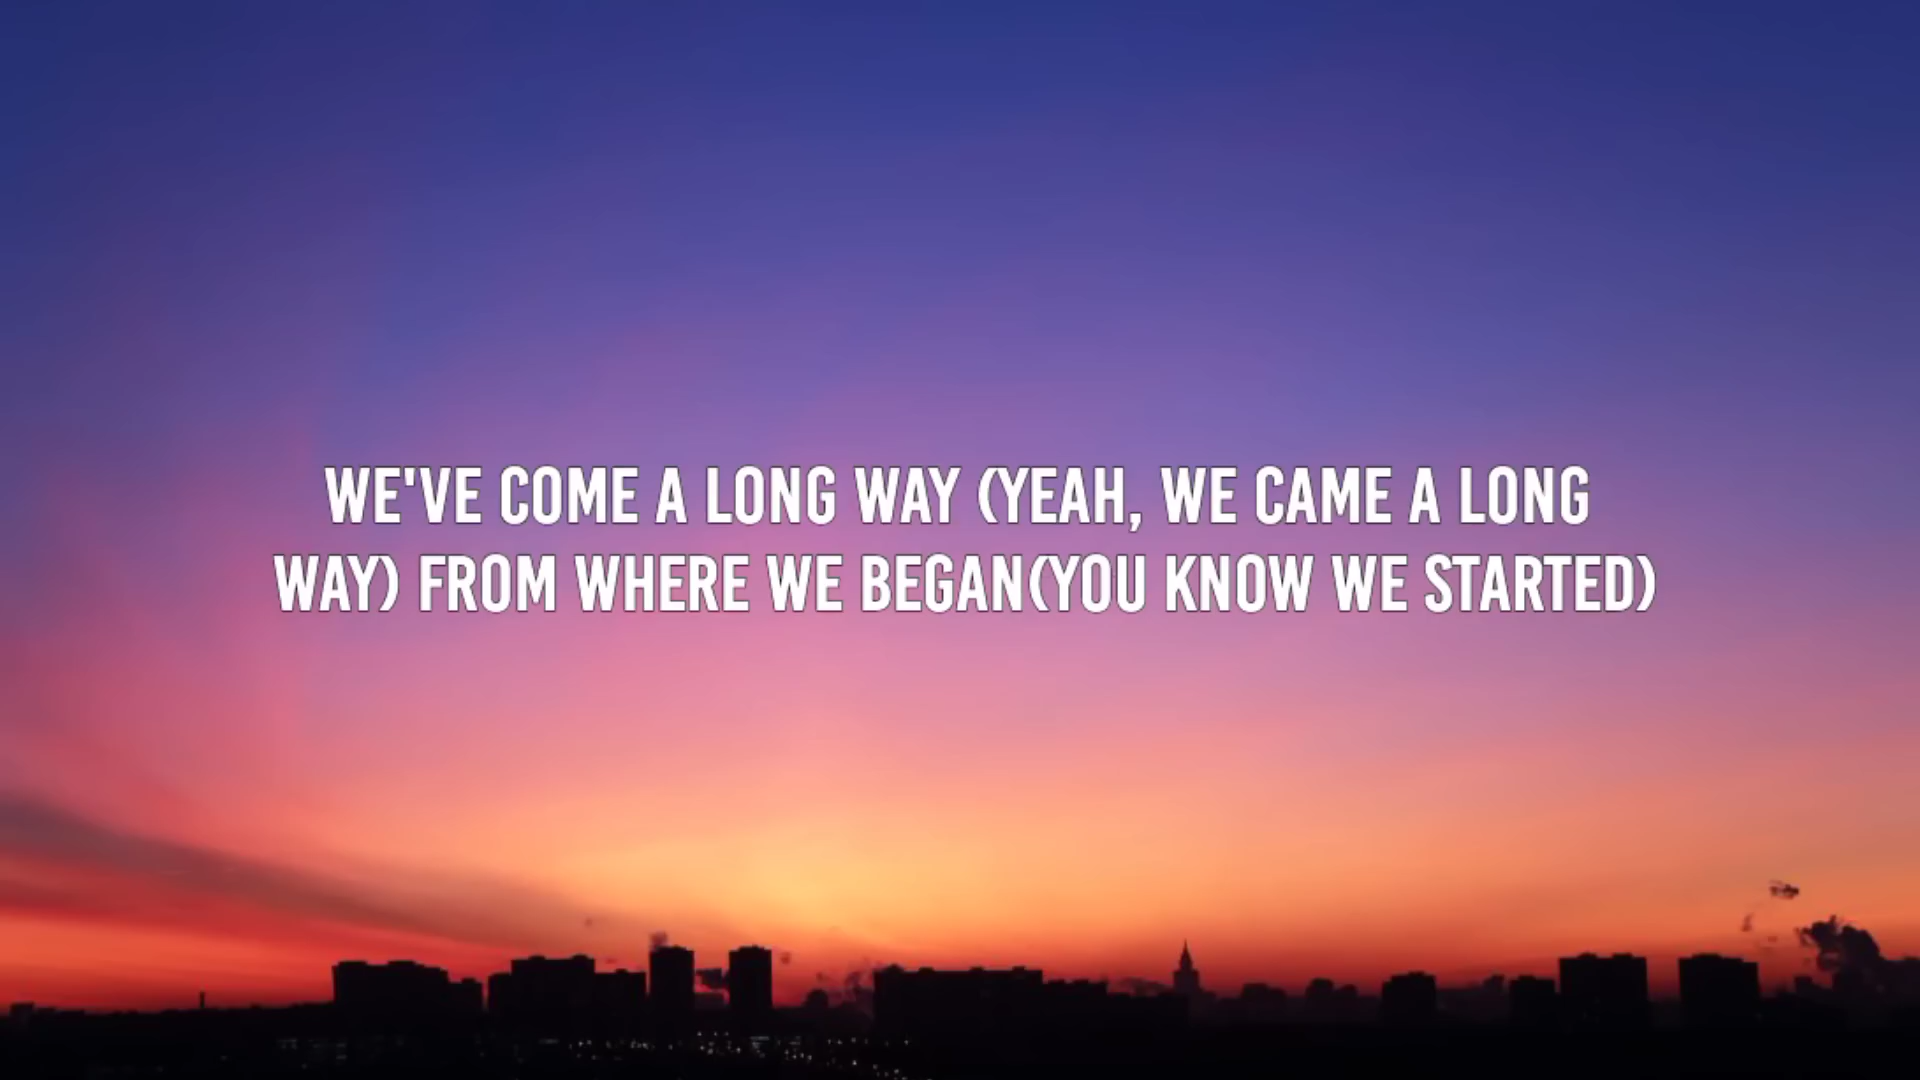 WE'VE COME A LONG WAY (YEAH, WE CAME A LONG
WAY) FROM WHERE WE BEGAN(YOU KNOW WE STARTED)